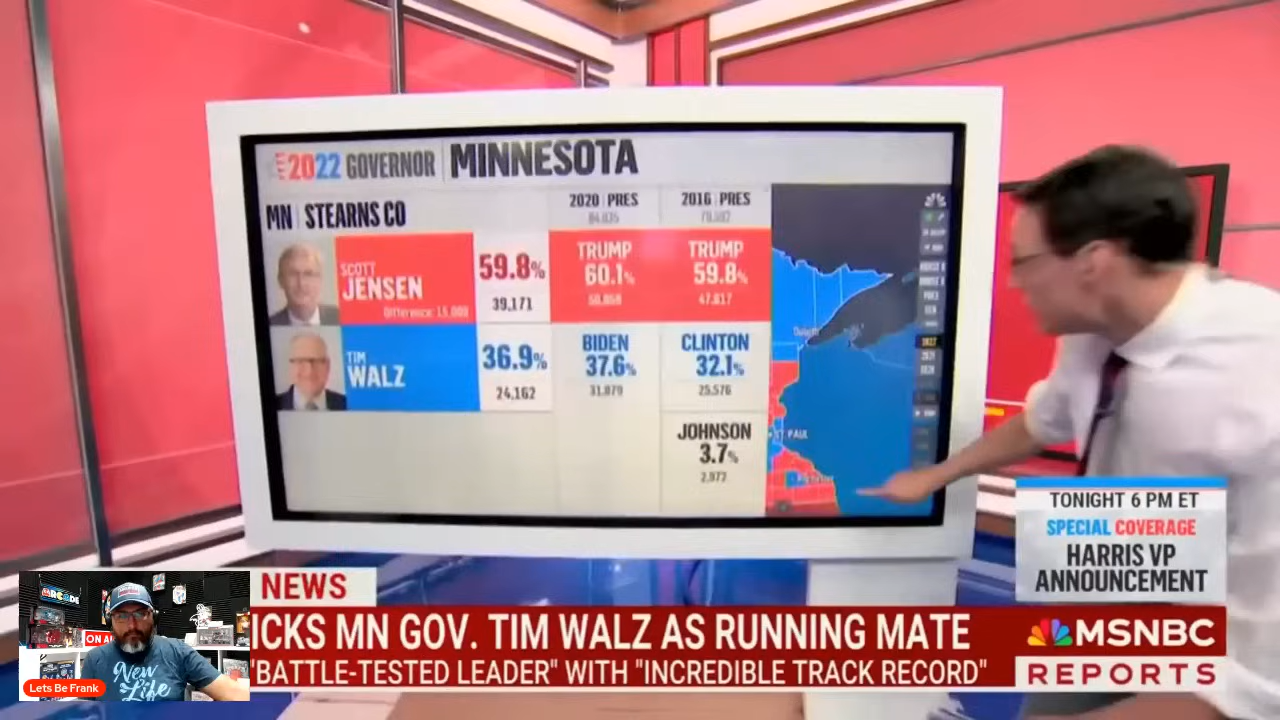 2022 GOVERNOR MINNESOTA
MN STEARNS CO
2020 PRES
2016 PRES
SCOTT
JENSEN
59.8%
39,171
TRUMP
60.1%
TRUMP
59.8%
47,817
TIM
WALZ
36.9%
24,162
BIDEN
37.6%
31,879
CLINTON
32.1%
25,576
JOHNSON
3.7%
ST. PAUL
TONIGHT 6 PM ET
SPECIAL COVERAGE
HARRIS VP
ANNOUNCEMENT
NEWS
ICKS MN GOV. TIM WALZ AS RUNNING MATE
"BATTLE-TESTED LEADER" WITH "INCREDIBLE TRACK RECORD"
MSNBC
REPORTS
ON A
New
Life
Lets Be Frank